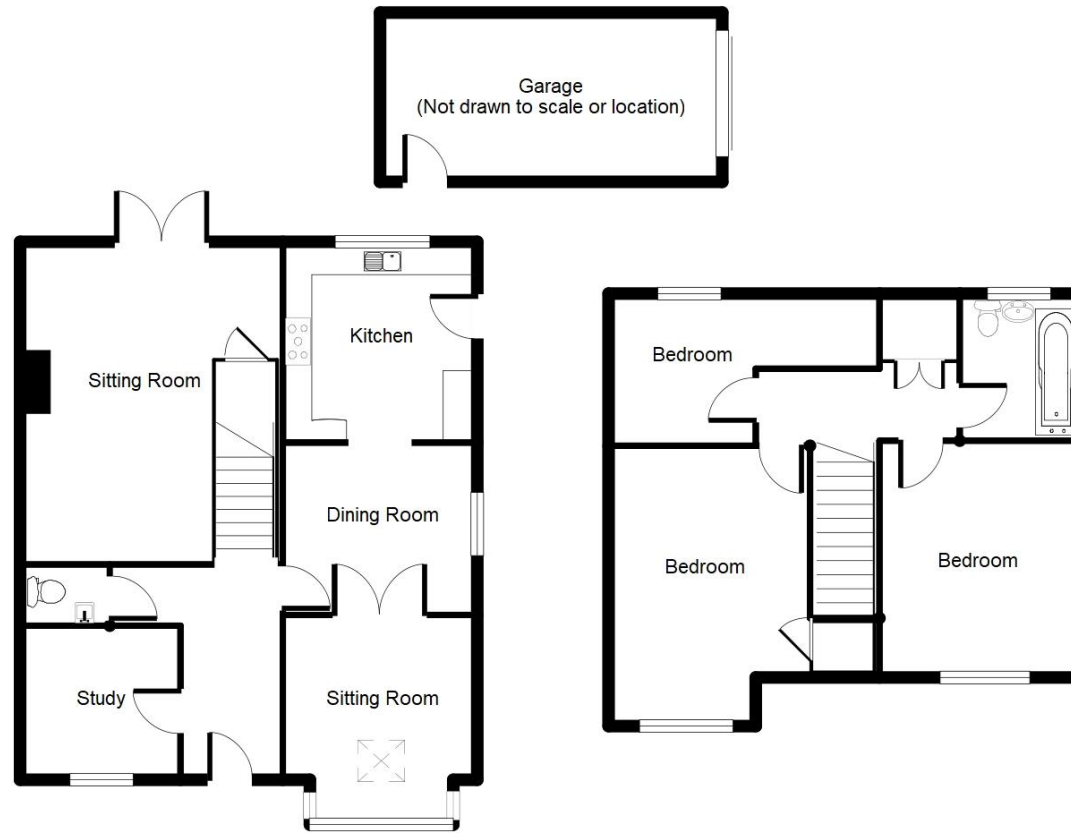 Garage
(Not drawn to scale or location)
Kitchen
Sitting Room
Dining Room
Study
Sitting Room
Bedroom
Bedroom
Bedroom